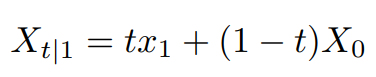 $X_{t|1} = tx_1 + (1 - t)X_0$